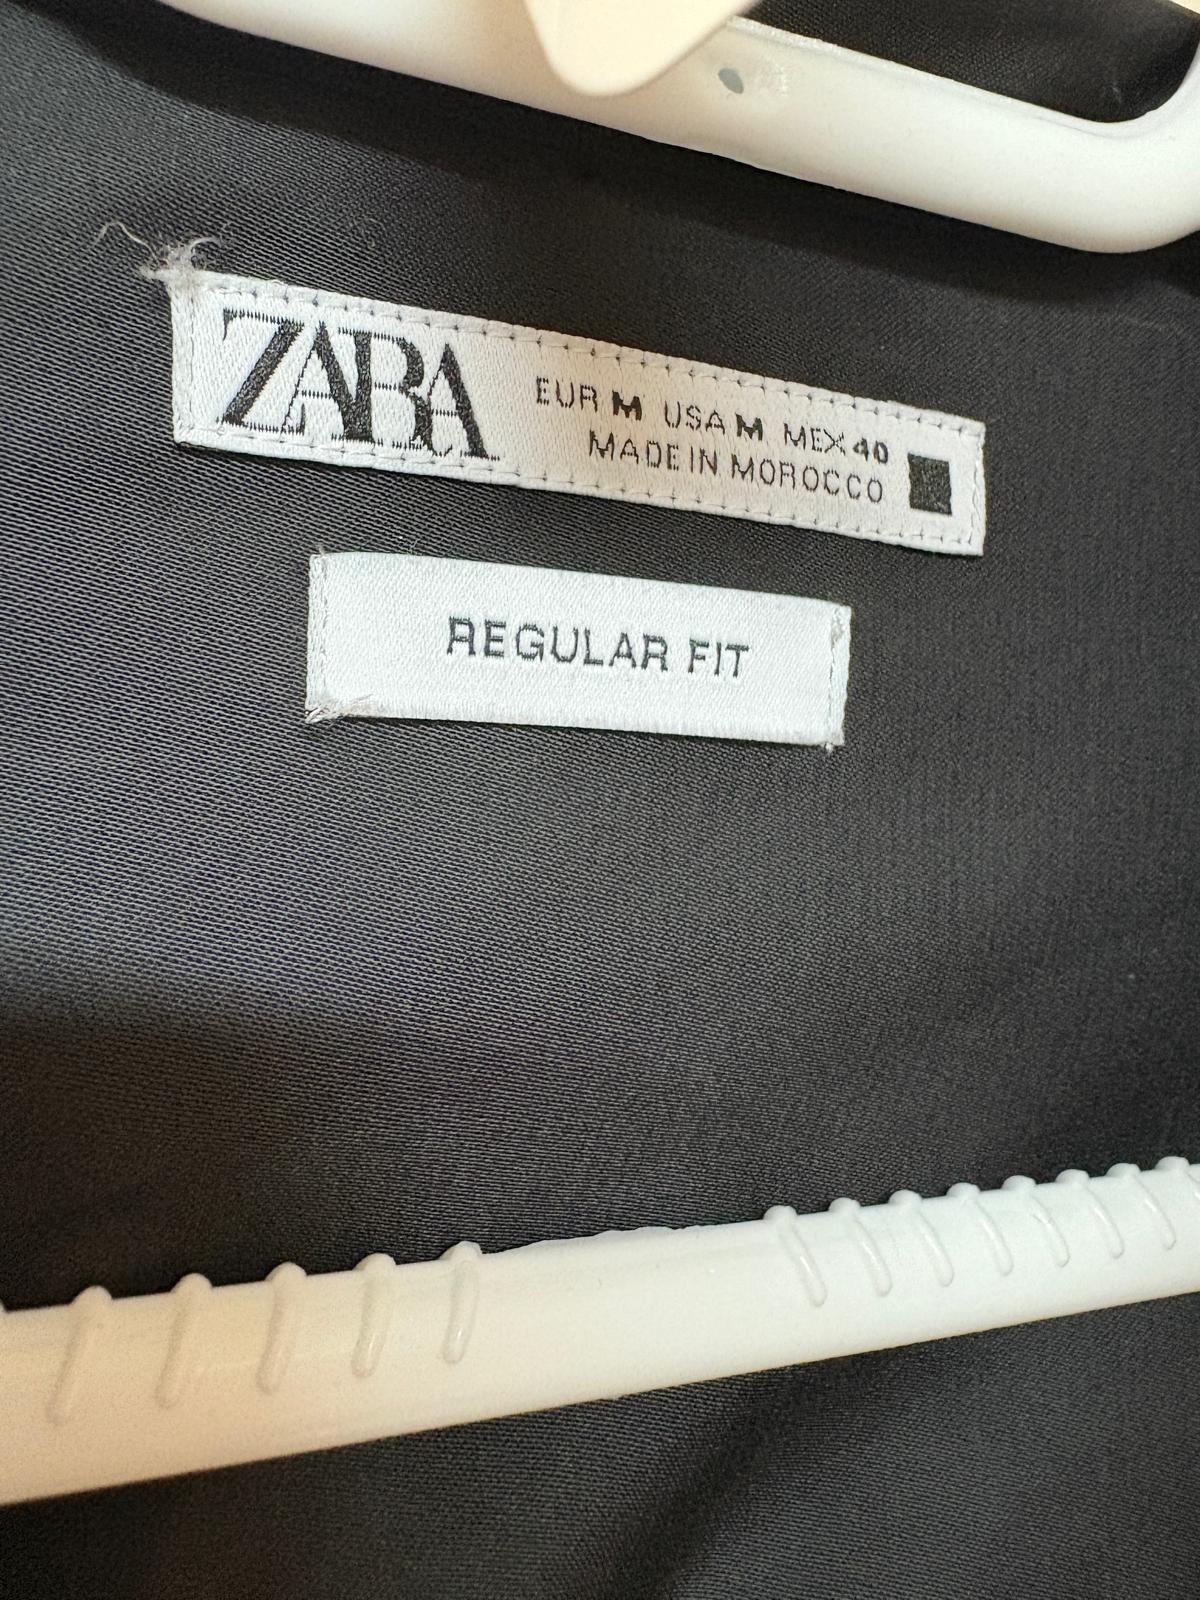 ZARA
EUR M USA M MEX 40
MADE IN MOROCCO
REGULAR FIT